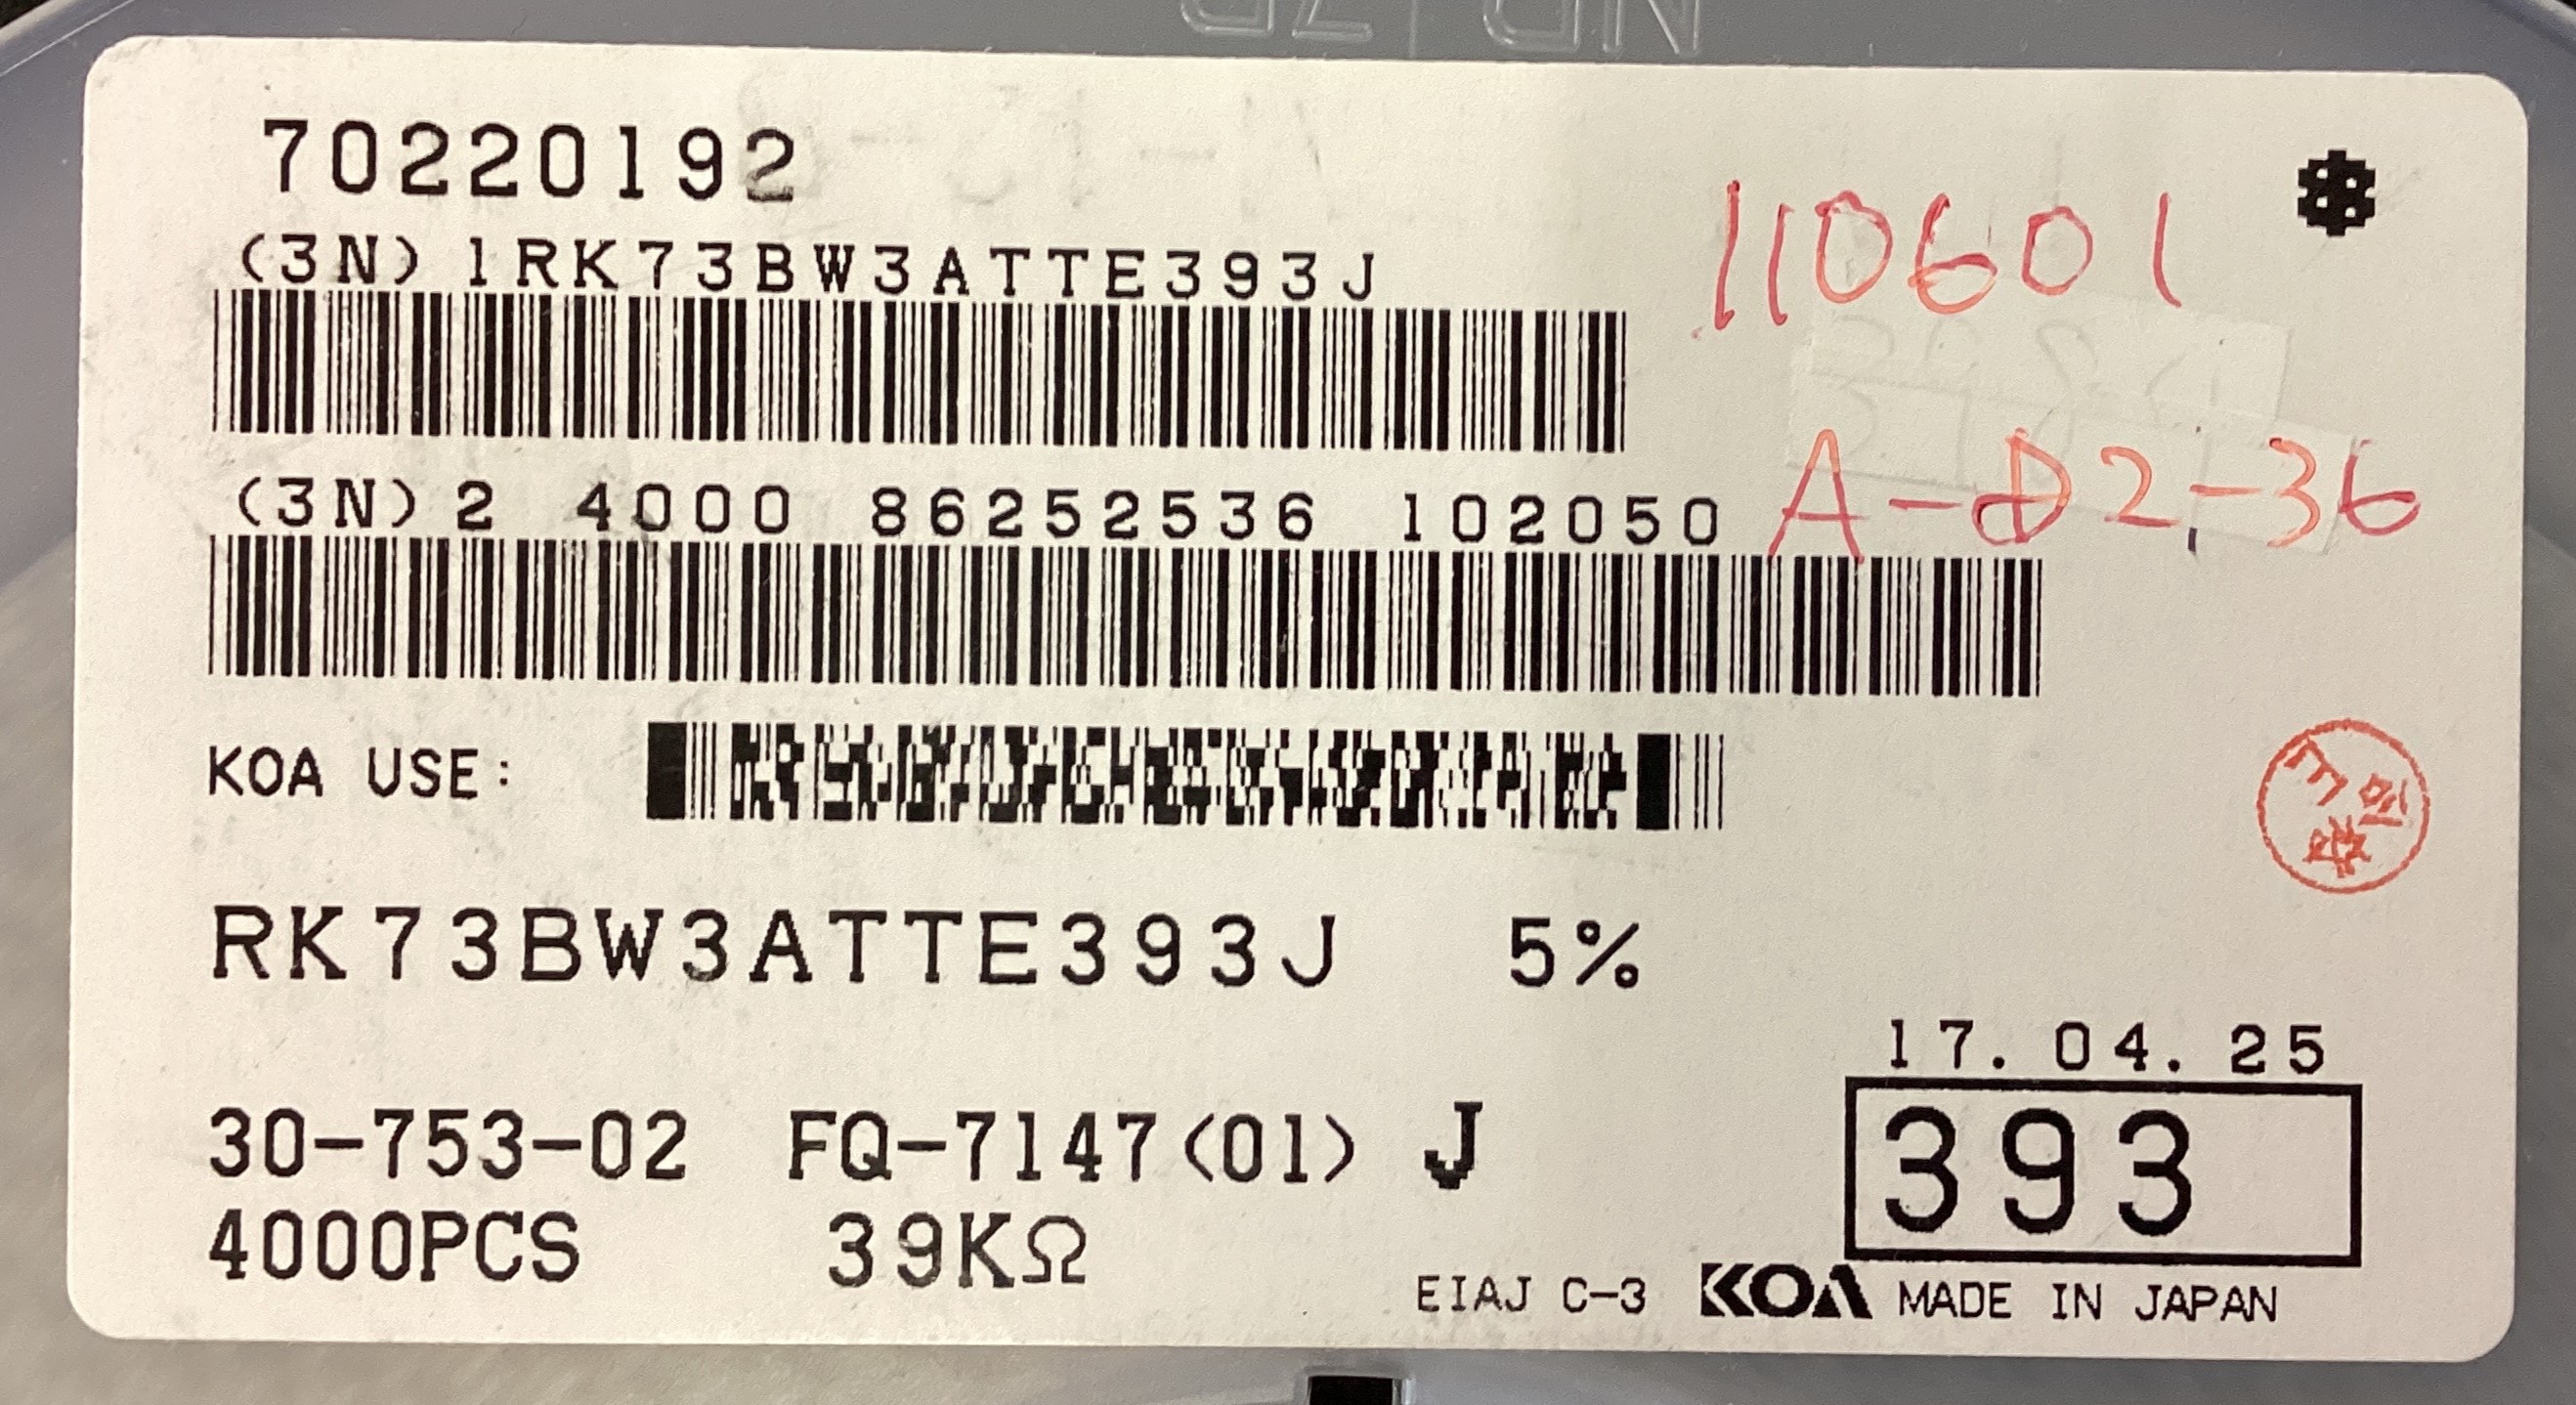 70220192
(3N)1RK73BW3ATTE393J
110601
(3N)2 4000 86252536 102050
A-D2-36
KOA USE:
RK73BW3ATTE393J 5%
17.04.25
30-753-02 FQ-7147(01) J
393
4000PCS 39KΩ
EIAJ C-3 KOA MADE IN JAPAN